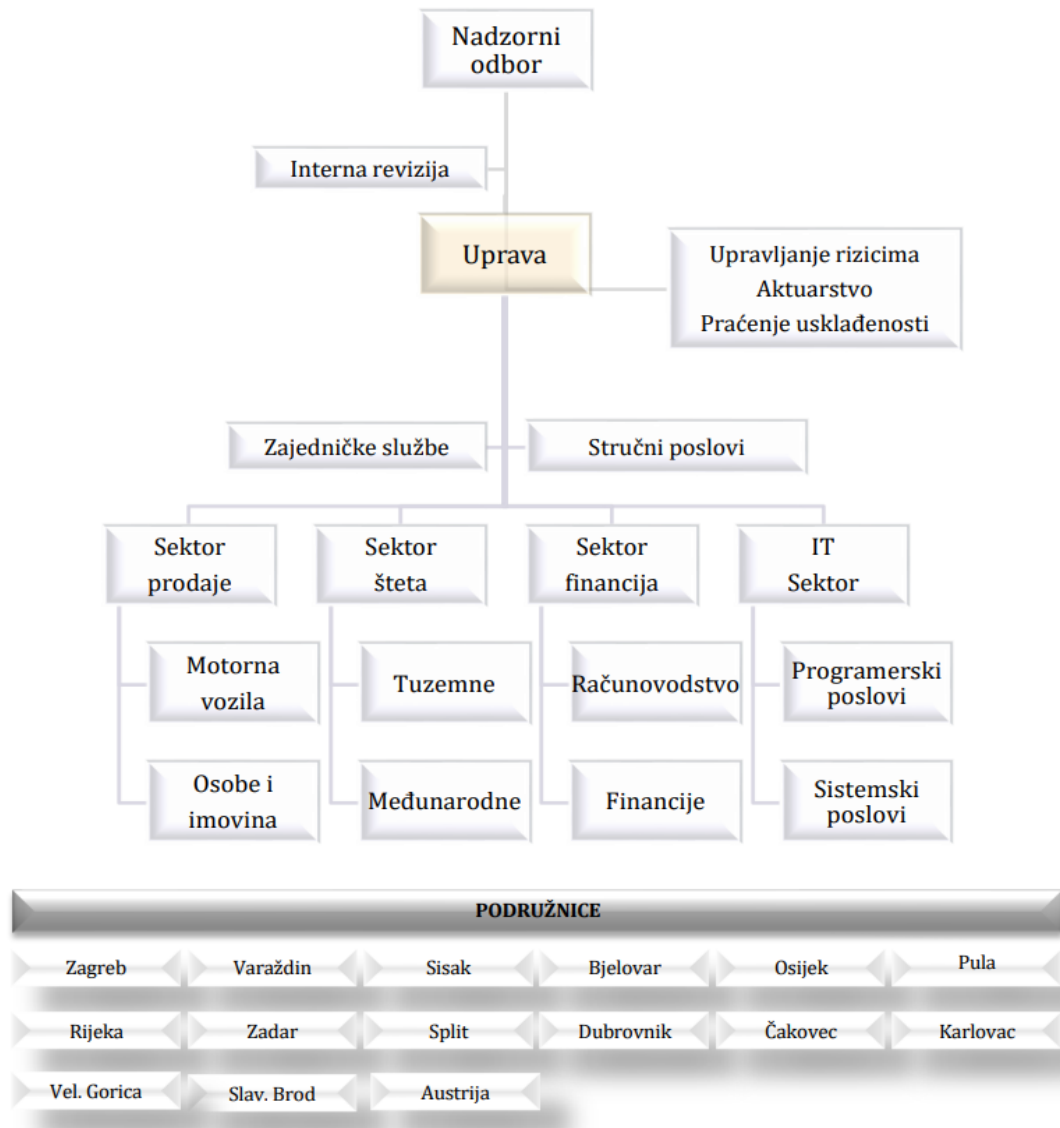 Nadzorni
odbor
Interna revizija
Uprava
Upravljanje rizicima
Aktuarstvo
Praćenje usklađenosti
Zajedničke službe
Stručni poslovi
Sektor
prodaje
Sektor
šteta
Sektor
financija
IT
Sektor
Motorna
vozila
Tuzemne
Računovodstvo
Programerski
poslovi
Osobe i
imovina
Međunarodne
Financije
Sistemski
poslovi
PODRUŽNICE
Zagreb
Varaždin
Sisak
Bjelovar
Osijek
Pula
Rijeka
Zadar
Split
Dubrovnik
Čakovec
Karlovac
Vel. Gorica
Slav. Brod
Austrija